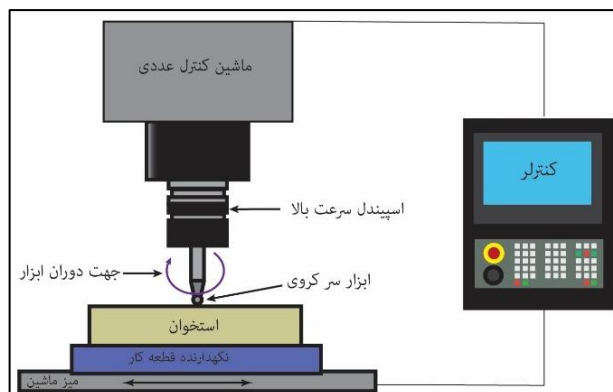 ماشین کنترل عددی
کنترلر
اسپیندل سرعت بالا
جهت دوران ابزار
ابزار سر کروی
استخوان
نگهدارنده قطعه کار
میز ماشین